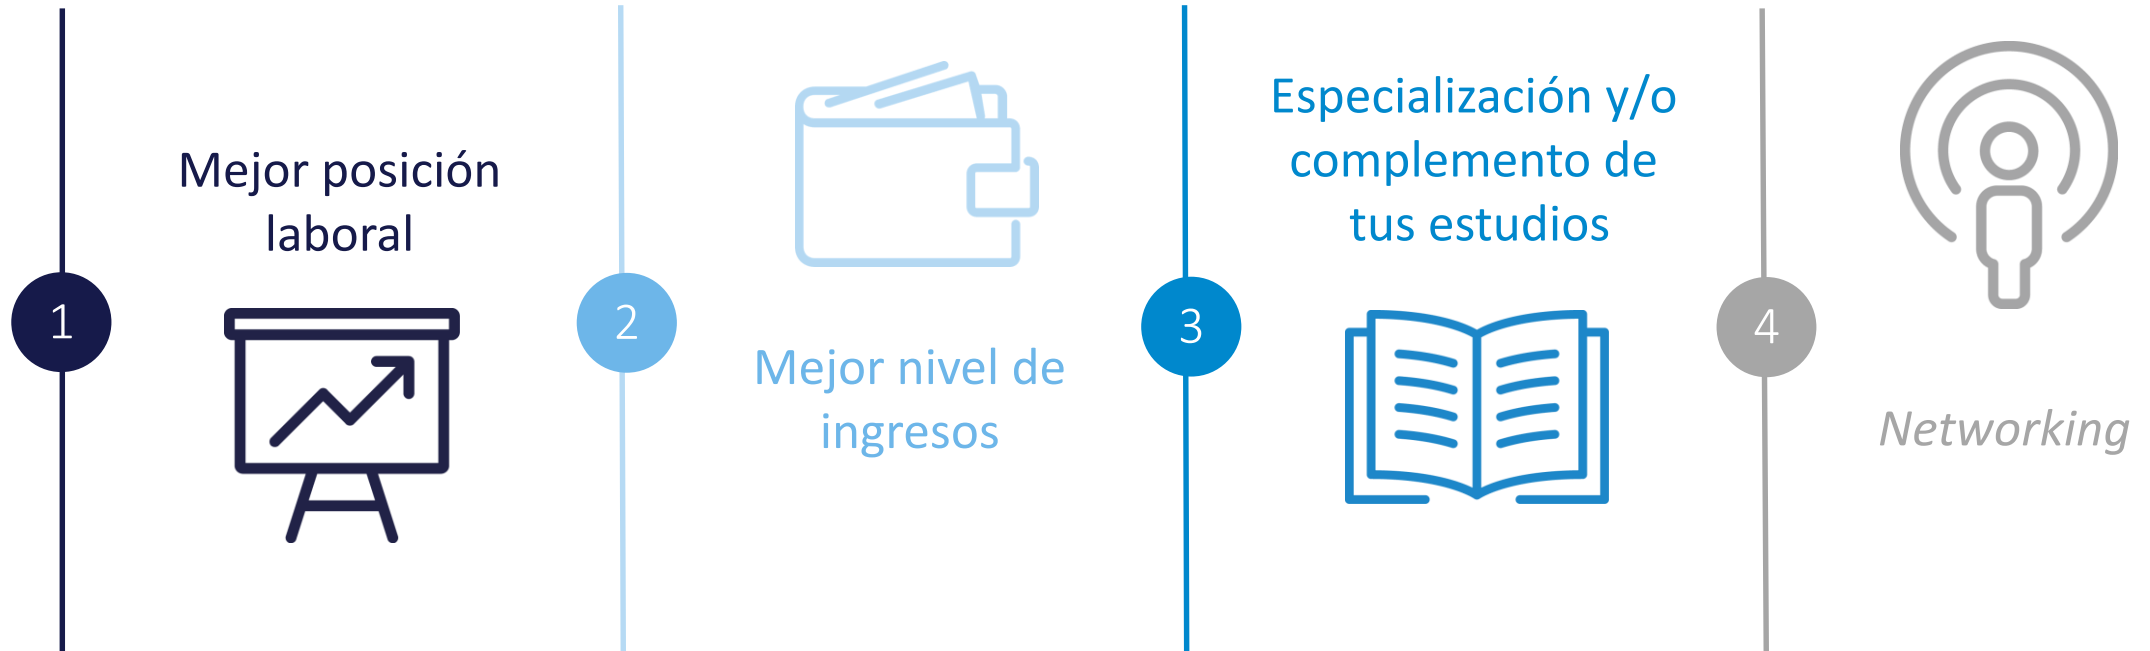 1
Mejor posición
laboral
2
Mejor nivel de
ingresos
3
Especialización y/o
complemento de
tus estudios
4
Networking